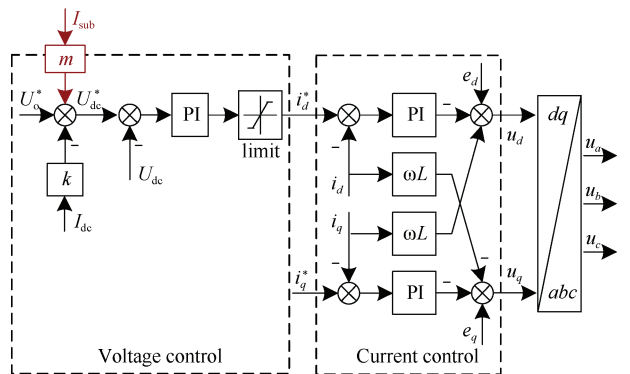 I_sub
m
U_o^* U_dc^* PI i_d^* PI e_d u_d dq
limit
k U_dc
I_dc
i_d ωL
i_q ωL
i_q^* PI u_q abc
e_q
u_a
u_b
u_c
− − − − − − −
Voltage control
Current control